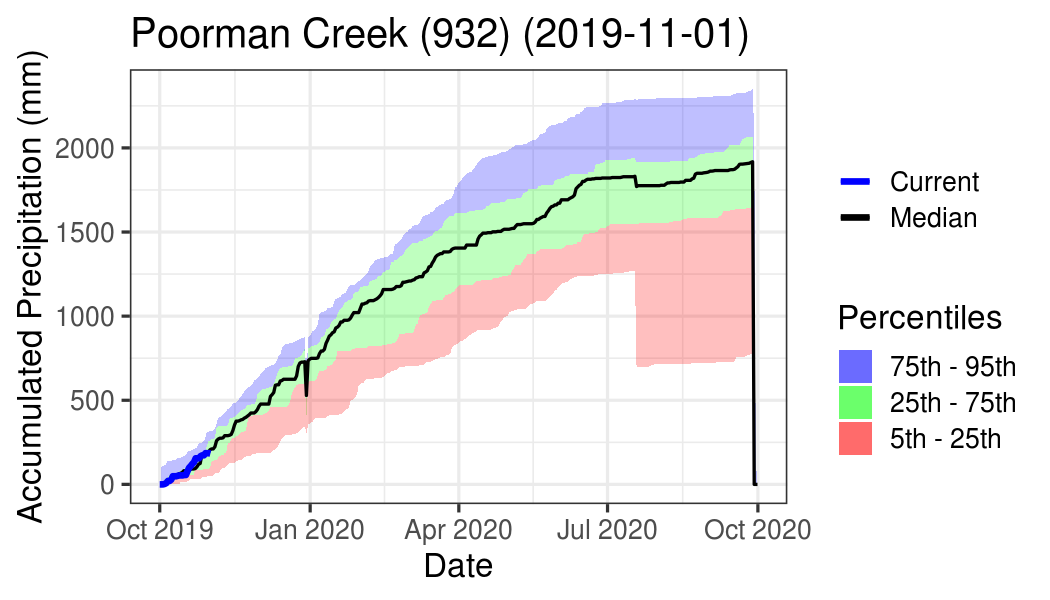 Poorman Creek (932) (2019-11-01)
Accumulated Precipitation (mm)
2000
1500
1000
500
0
Oct 2019
Jan 2020
Apr 2020
Jul 2020
Oct 2020
Date
Current
Median
Percentiles
75th - 95th
25th - 75th
5th - 25th